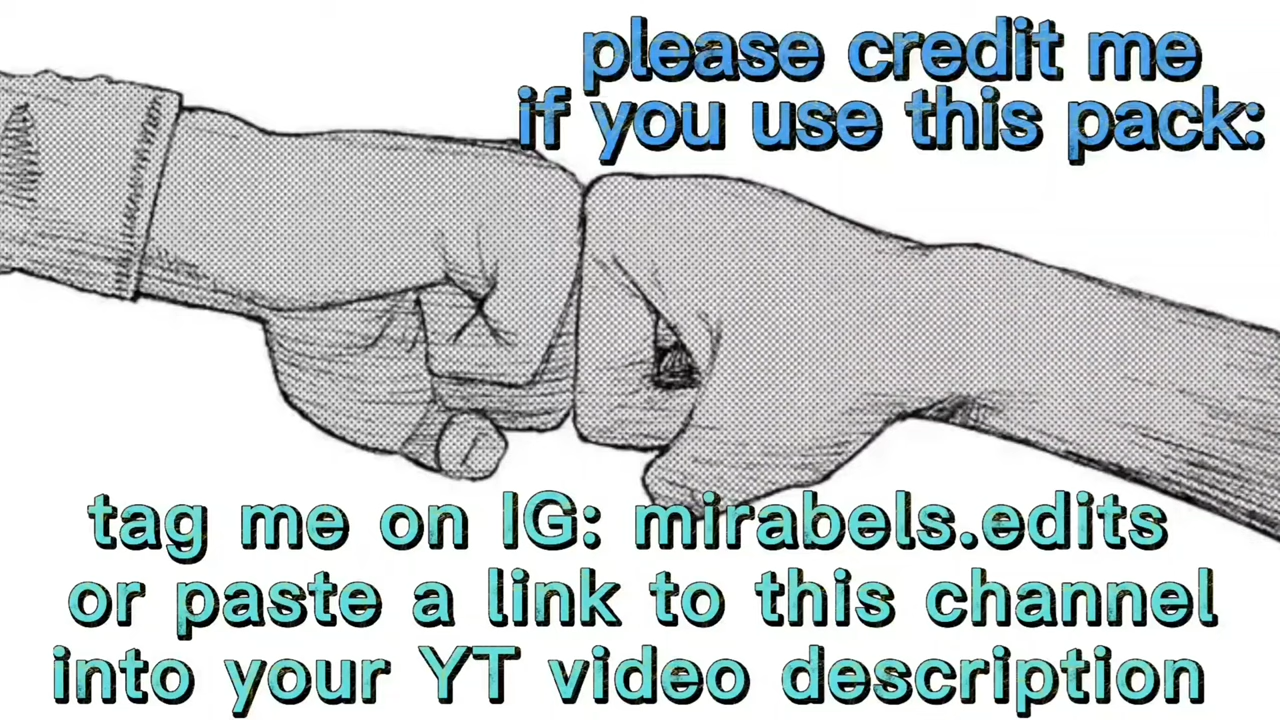 please credit me
if you use this pack:
tag me on IG: mirabels.edits
or paste a link to this channel
into your YT video description